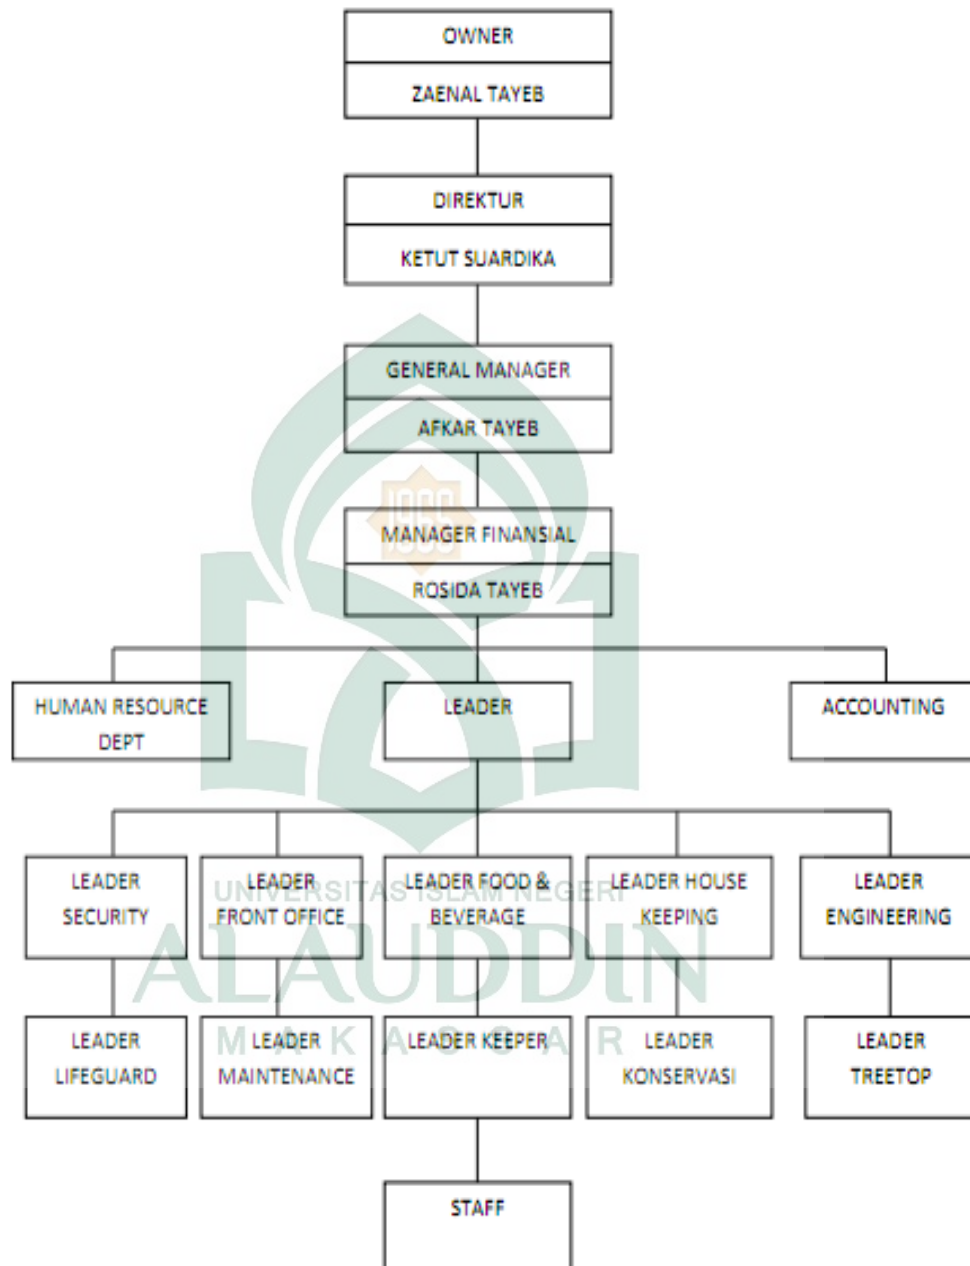 OWNER
ZAENAL TAYEB
DIREKTUR
KETUT SUARDIKA
GENERAL MANAGER
AFKAR TAYEB
1965
MANAGER FINANSIAL
ROSIDA TAYEB
HUMAN RESOURCE
DEPT
LEADER
ACCOUNTING
LEADER
SECURITY
LEADER
FRONT OFFICE
LEADER FOOD &
BEVERAGE
LEADER HOUSE
KEEPING
LEADER
ENGINEERING
UNIVERSITAS ISLAM NEGERI
ALAUDDIN
MAKASSAR
LEADER
LIFEGUARD
LEADER
MAINTENANCE
LEADER KEEPER
LEADER
KONSERVASI
LEADER
TREETOP
STAFF